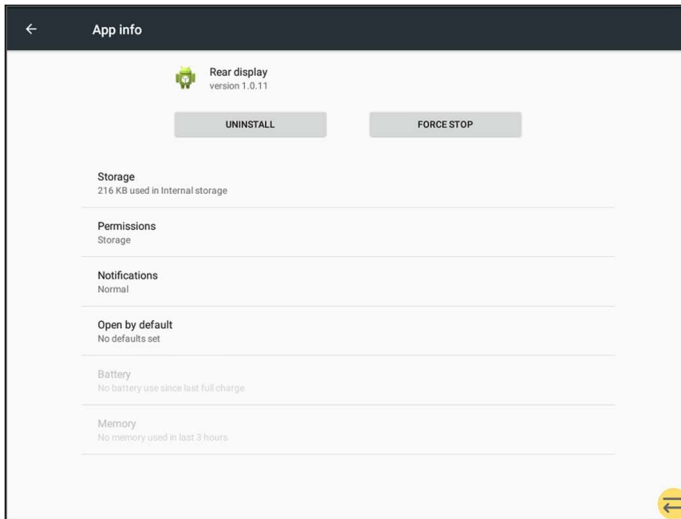 App info
Rear display
version 1.0.11
UNINSTALL
FORCE STOP
Storage
216 KB used in Internal storage
Permissions
Storage
Notifications
Normal
Open by default
No defaults set
Battery
No battery use since last full charge
Memory
No memory used in last 3 hours